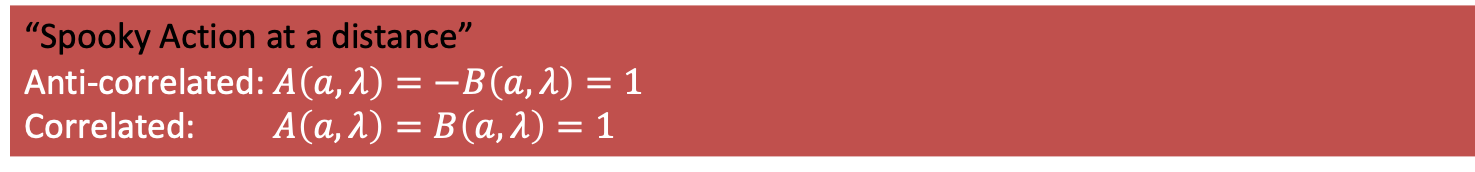 “Spooky Action at a distance”
Anti-correlated: A(a, λ) = −B(a, λ) = 1
Correlated: A(a, λ) = B(a, λ) = 1